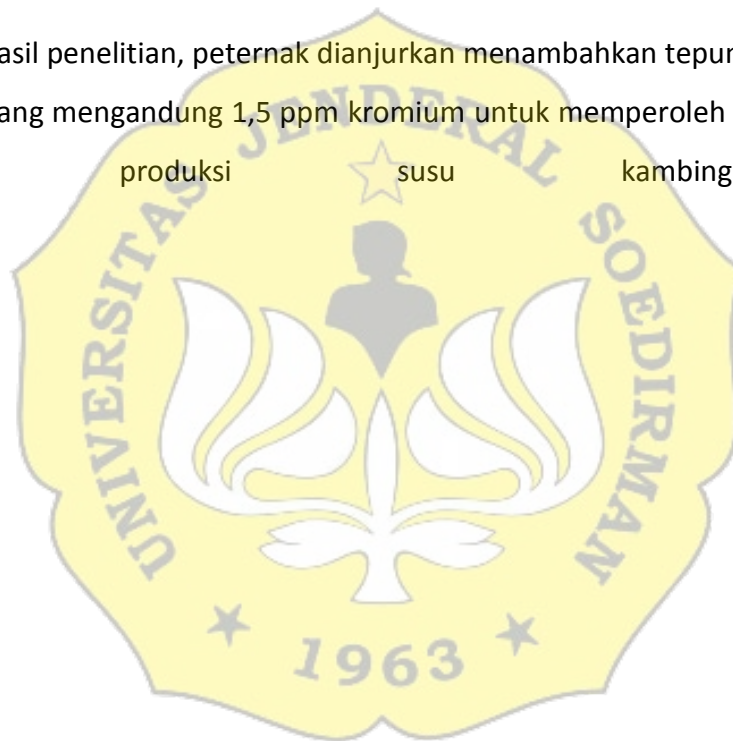 asil penelitian, peternak dianjurkan menambahkan tepun
ang mengandung 1,5 ppm kromium untuk memperoleh
produksi susu kambing
UNIVERSITAS JENDERAL SOEDIRMAN
1963